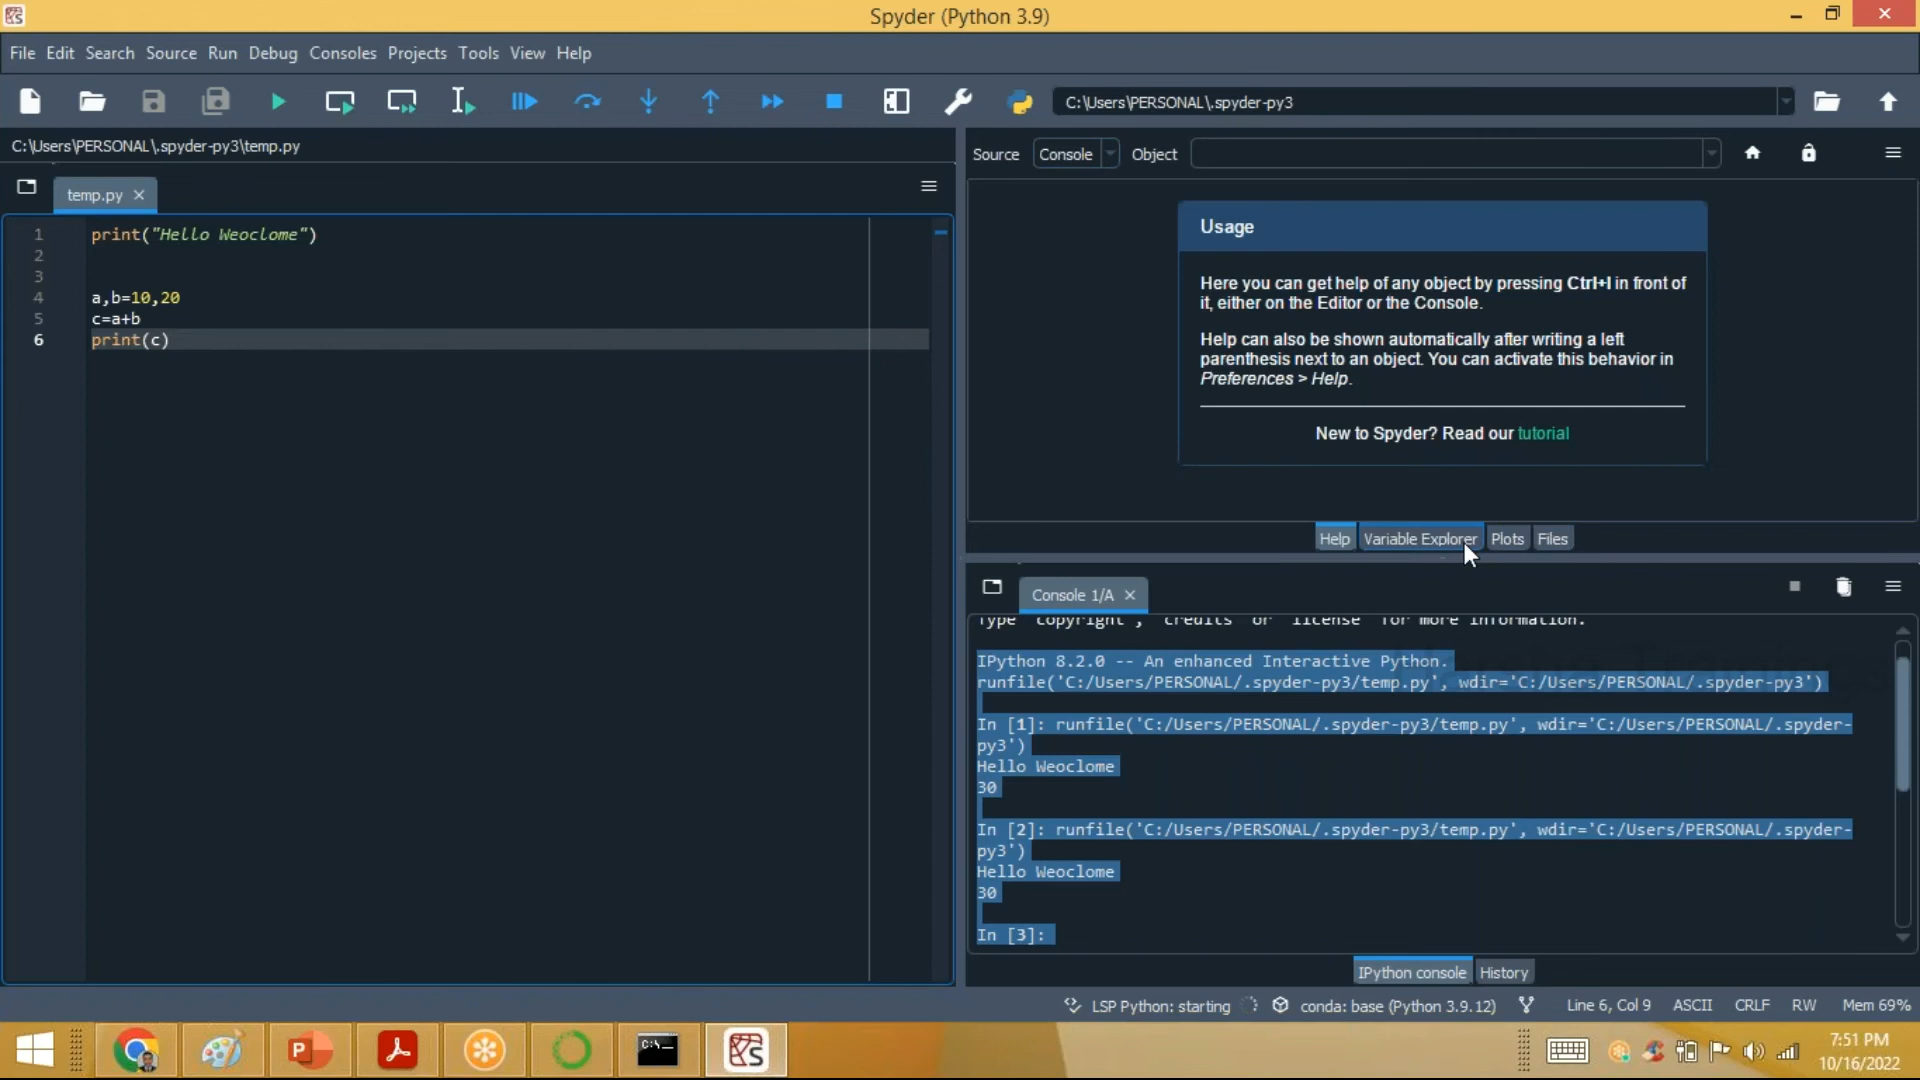 Spyder (Python 3.9)
File Edit Search Source Run Debug Consoles Projects Tools View Help
C:\Users\PERSONAL\.spyder-py3
C:\Users\PERSONAL\.spyder-py3\temp.py
temp.py
1 print("Hello Weoclome")
2
3
4 a,b=10,20
5 c=a+b
6 print(c)
Source Console Object
Usage
Here you can get help of any object by pressing Ctrl+I in front of
it, either on the Editor or the Console.
Help can also be shown automatically after writing a left
parenthesis next to an object. You can activate this behavior in
Preferences > Help.
New to Spyder? Read our tutorial
Help Variable Explorer Plots Files
Console 1/A
Type "copyright", "credits" or "license" for more information.
IPython 8.2.0 -- An enhanced Interactive Python.
runfile('C:/Users/PERSONAL/.spyder-py3/temp.py', wdir='C:/Users/PERSONAL/.spyder-py3')
In [1]: runfile('C:/Users/PERSONAL/.spyder-py3/temp.py', wdir='C:/Users/PERSONAL/.spyder-
py3')
Hello Weoclome
30
In [2]: runfile('C:/Users/PERSONAL/.spyder-py3/temp.py', wdir='C:/Users/PERSONAL/.spyder-
py3')
Hello Weoclome
30
In [3]:
IPython console History
LSP Python: starting conda: base (Python 3.9.12) Line 6, Col 9 ASCII CRLF RW Mem 69%
7:51 PM
10/16/2022